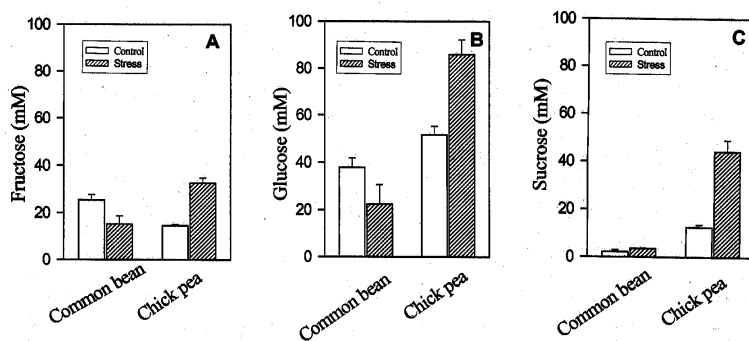 A
Control
Stress
Fructose (mM)
100
80
60
40
20
0
Common bean
Chick pea
B
Control
Stress
Glucose (mM)
100
80
60
40
20
0
Common bean
Chick pea
C
Control
Stress
Sucrose (mM)
100
80
60
40
20
0
Common bean
Chick pea